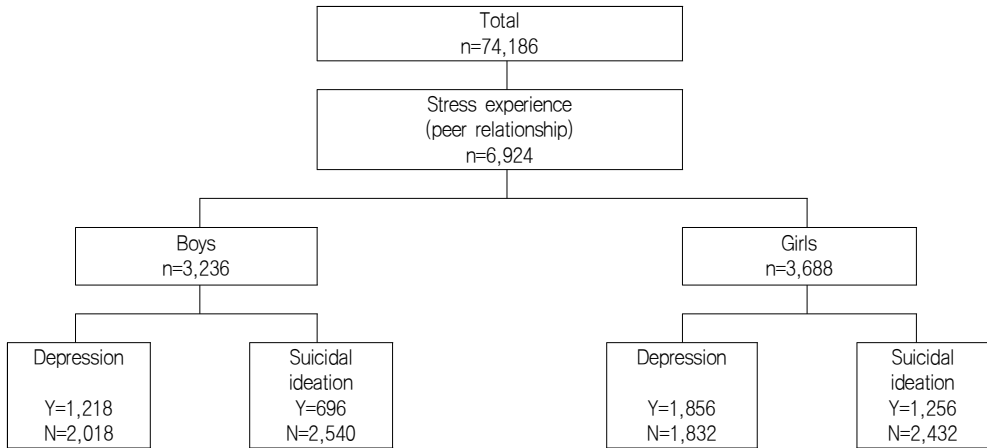 Total
n=74,186
Stress experience
(peer relationship)
n=6,924
Boys
n=3,236
Girls
n=3,688
Depression
Y=1,218
N=2,018
Suicidal
ideation
Y=696
N=2,540
Depression
Y=1,856
N=1,832
Suicidal
ideation
Y=1,256
N=2,432